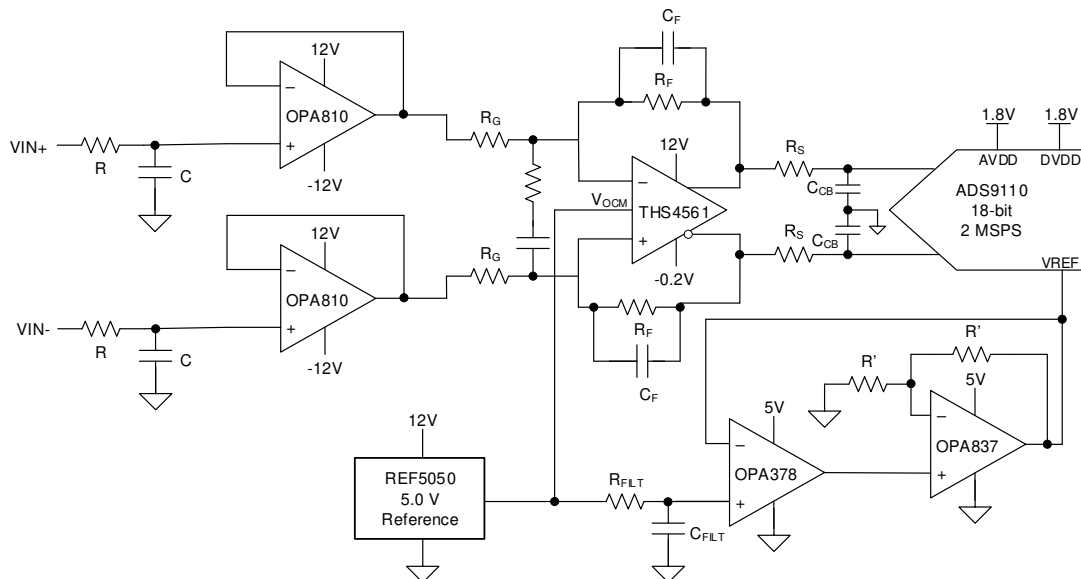 CF
12V
RF
OPA810
RG
12V
1.8V
1.8V
VIN+
R
C
-12V
RS
AVDD
DVDD
VOCM
THS4561
CCB
ADS9110
18-bit
2 MSPS
12V
RG
RS
CCB
VREF
OPA810
-0.2V
VIN-
R
C
-12V
RF
CF
R'
R'
5V
5V
12V
REF5050
5.0 V
Reference
RFILT
CFILT
OPA378
OPA837